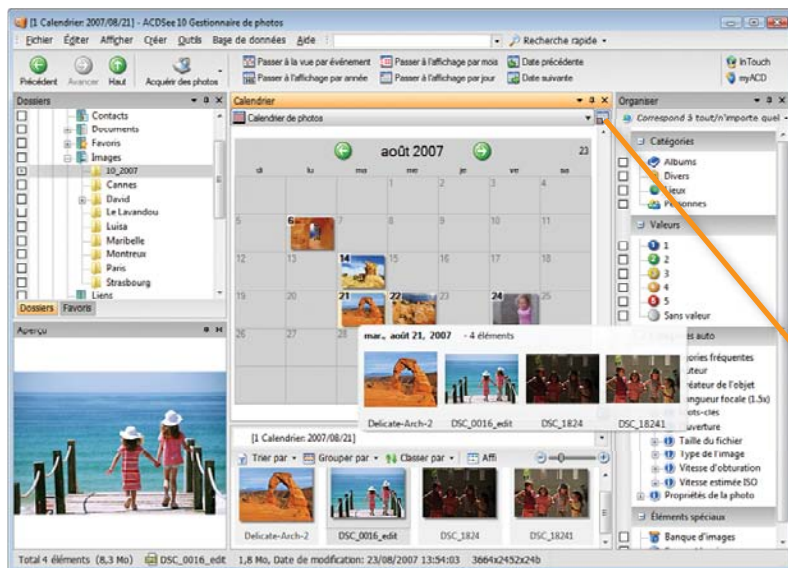 [1 Calendrier: 2007/08/21] - ACDSee 10 Gestionnaire de photos
Fichier Éditer Afficher Créer Outils Base de données Aide Recherche rapide
Précédent Avancer Haut Acquérir des photos
Passer à la vue par événement Passer à l'affichage par mois Date précédente
Passer à l'affichage par année Passer à l'affichage par jour Date suivante
InTouch
myACD
Dossiers
Contacts
Documents
Favoris
Images
10_2007
Cannes
David
Le Lavandou
Luisa
Maribelle
Montreux
Paris
Strasbourg
Liens
Dossiers Favoris
Aperçu
Calendrier
Calendrier de photos
août 2007 23
di lu ma me je ve sa
1 2 3 4
5 6 7 8 9 10 11
12 13 14 15 16 17 18
19 20 21 22 23 24 25
26 27 28
mar., août 21, 2007 - 4 éléments
Delicate-Arch-2 DSC_0016_edit DSC_1824 DSC_18241
[1 Calendrier: 2007/08/21]
Trier par Grouper par Classer par Affi
Delicate-Arch-2 DSC_0016_edit DSC_1824 DSC_18241
Organiser
Correspond à tout/n'importe quel
Catégories
Albums
Divers
Lieux
Personnes
Valeurs
1
2
3
4
5
Sans valeur
auto
gories fréquentes
uteur
réateur de l'objet
ngueur focale (1.5x)
ots-cles
uverture
Taille du fichier
Type de l'image
Vitesse d'obturation
Vitesse estimée ISO
Propriétés de la photo
Éléments spéciaux
Banque d'images
Total 4 éléments (8,3 Mo) DSC_0016_edit 1,8 Mo, Date de modification: 23/08/2007 13:54:03 3664x2452x24b